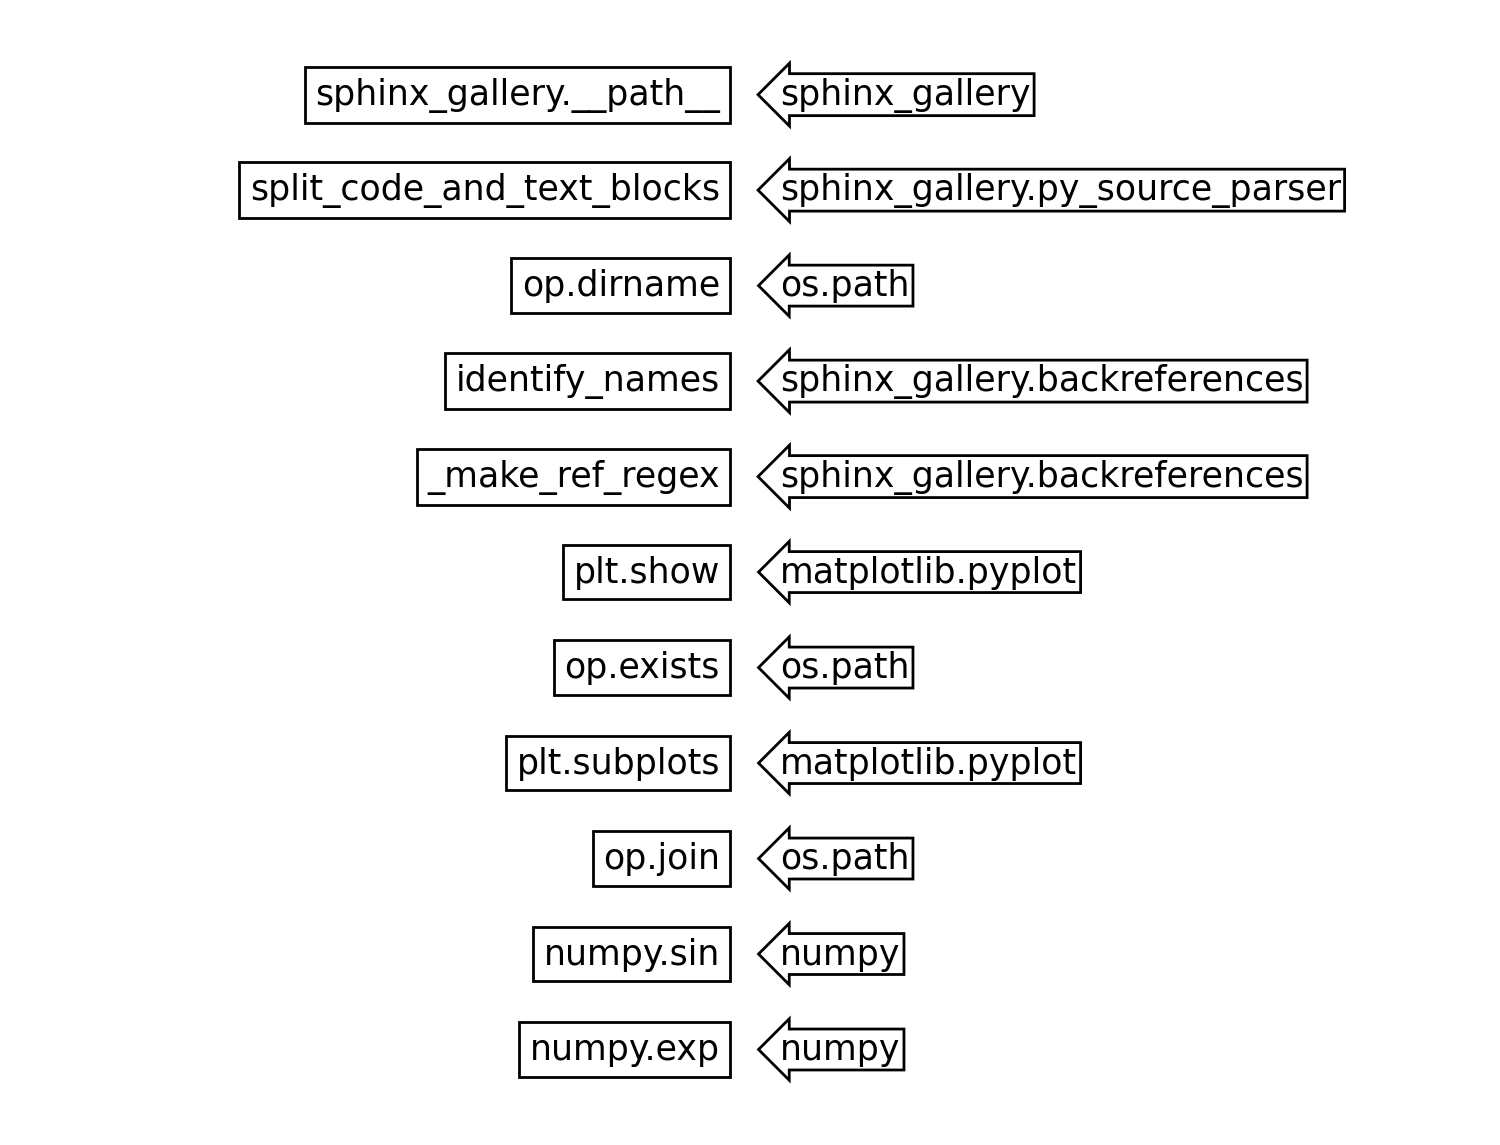 sphinx_gallery.__path__ sphinx_gallery
split_code_and_text_blocks sphinx_gallery.py_source_parser
op.dirname os.path
identify_names sphinx_gallery.backreferences
_make_ref_regex sphinx_gallery.backreferences
plt.show matplotlib.pyplot
op.exists os.path
plt.subplots matplotlib.pyplot
op.join os.path
numpy.sin numpy
numpy.exp numpy